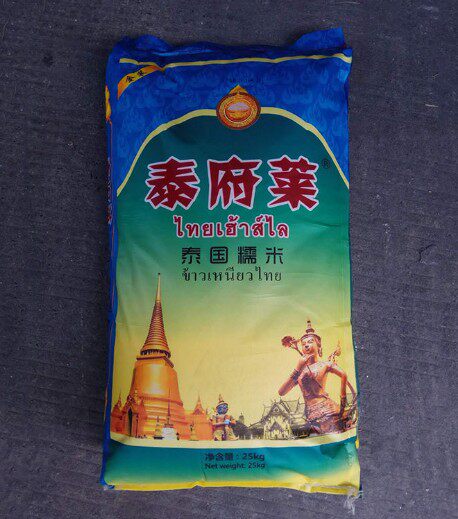 泰府莱®
ไทยเฮ้าส์ไล
泰国糯米
ข้าวเหนียวไทย
净含量：25kg
Net weight: 25kg